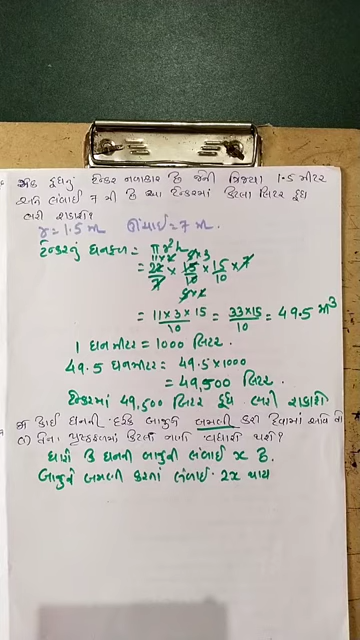 એક દૂધનું ટેન્કર નળાકાર છે જેની ત્રિજ્યા 1.5 મીટર
અને લંબાઈ 7 મી છે આ ટેન્કરમાં કેટલા લિટર દૂધ
ભરી શકાશે?
r = 1.5 m ઊંચાઈ = 7 m.
ટેન્કરનું ઘનફળ = πr²h
= 22/7 × 15/10 × 15/10 × 7
= 11×3×15/10 = 33×15/10 = 49.5 મ³
1 ઘનમીટર = 1000 લિટર.
49.5 ઘનમીટર = 49.5×1000
= 49,500 લિટર.
ટેન્કરમાં 49,500 લિટર દૂધ ભરી શકાશે
કોઈ ઘનની દરેક બાજુને બમણી કરી દેવામાં આવે
પૃષ્ઠફળમાં કેટલો વધારો થશે?
ધારો કે ઘનની બાજુની લંબાઈ x છે.
બાજુને બમણી કરતાં લંબાઈ 2x થાય